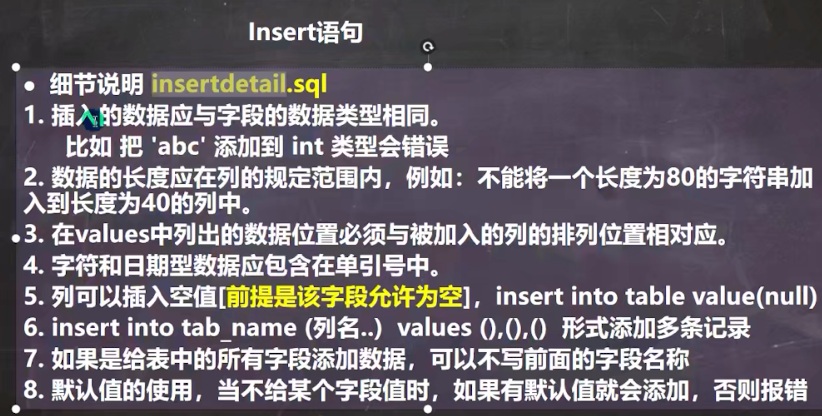 Insert语句
● 细节说明 insertdetail.sql
1. 插入的数据应与字段的数据类型相同。
比如 把 'abc' 添加到 int 类型会错误
2. 数据的长度应在列的规定范围内，例如：不能将一个长度为80的字符串加
入到长度为40的列中。
3. 在values中列出的数据位置必须与被加入的列的排列位置相对应。
4. 字符和日期型数据应包含在单引号中。
5. 列可以插入空值[前提是该字段允许为空]，insert into table value(null)
6. insert into tab_name (列名..) values (),(),() 形式添加多条记录
7. 如果是给表中的所有字段添加数据，可以不写前面的字段名称
8. 默认值的使用，当不给某个字段值时，如果有默认值就会添加，否则报错